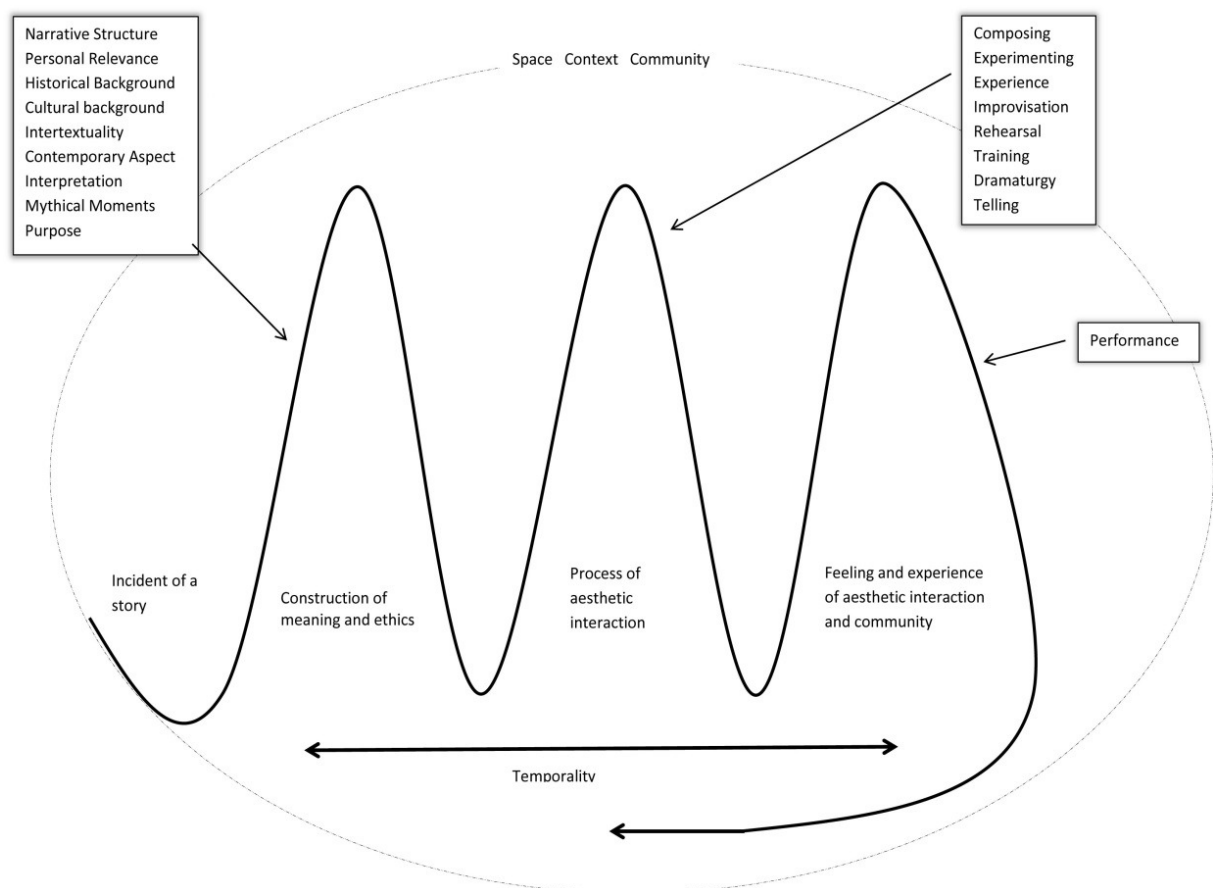 Narrative Structure
Personal Relevance
Historical Background
Cultural background
Intertextuality
Contemporary Aspect
Interpretation
Mythical Moments
Purpose
Space Context Community
Composing
Experimenting
Experience
Improvisation
Rehearsal
Training
Dramaturgy
Telling
Performance
Incident of a
story
Construction of
meaning and ethics
Process of
aesthetic
interaction
Feeling and experience
of aesthetic interaction
and community
Temporality